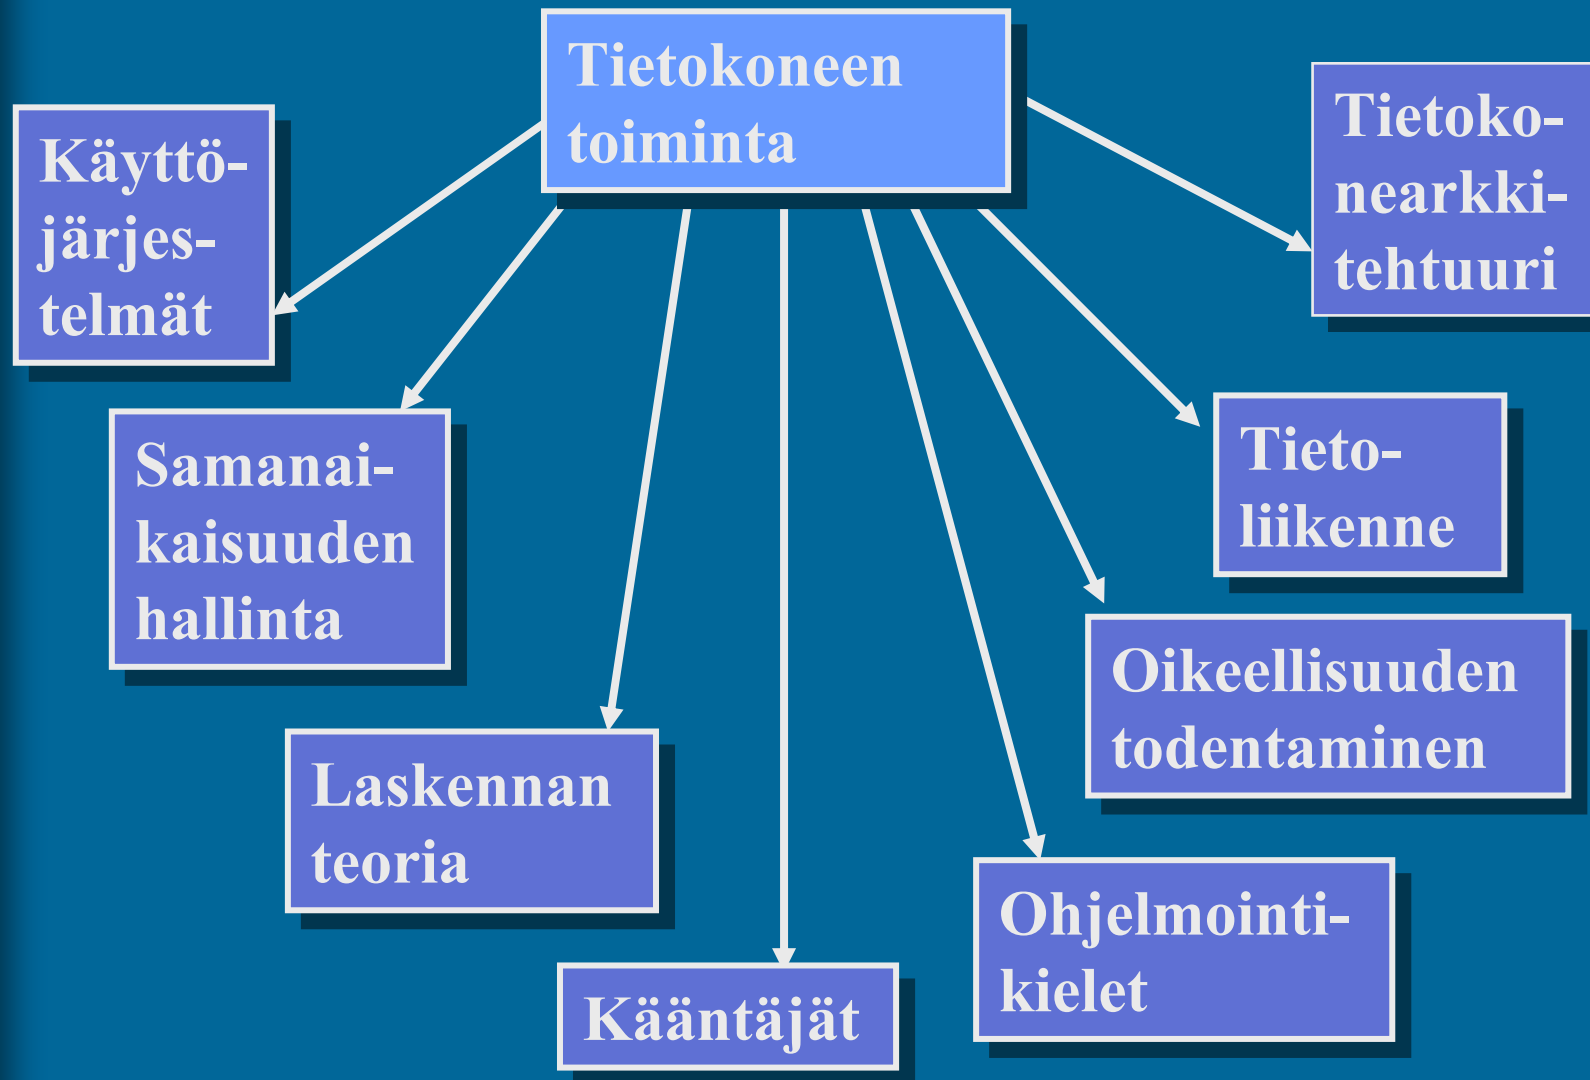 Tietokoneen
toiminta
Käyttö-
järjes-
telmät
Samanai-
kaisuuden
hallinta
Laskennan
teoria
Kääntäjät
Ohjelmointi-
kielet
Oikeellisuuden
todentaminen
Tieto-
liikenne
Tietoko-
nearkki-
tehtuuri